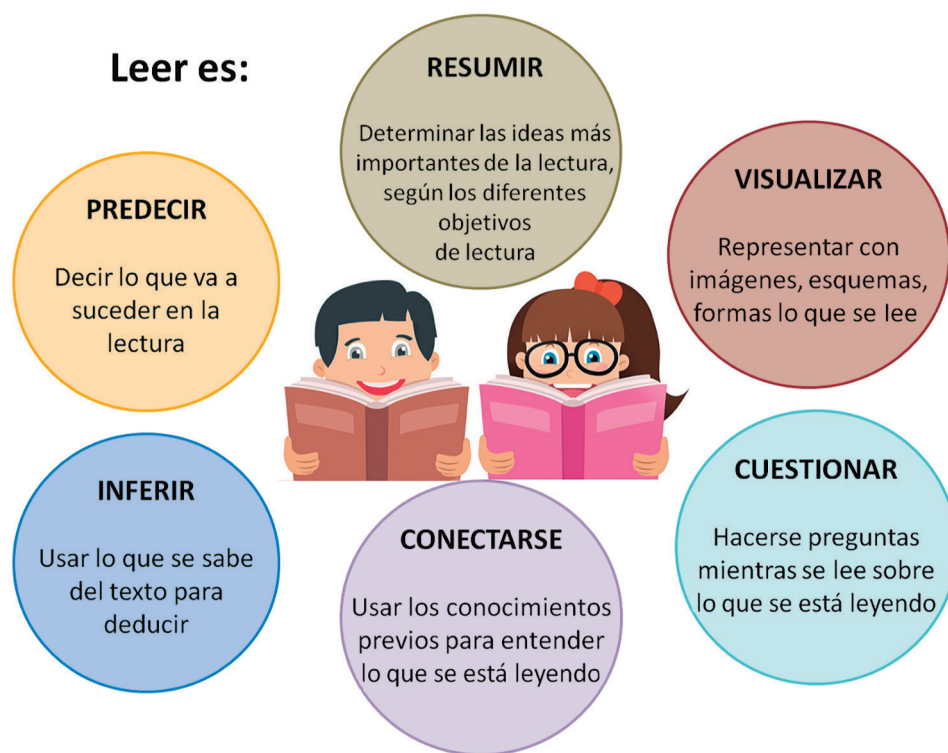 Leer es:
RESUMIR
Determinar las ideas más
importantes de la lectura,
según los diferentes
objetivos
de lectura
VISUALIZAR
Representar con
imágenes, esquemas,
formas lo que se lee
CUESTIONAR
Hacerse preguntas
mientras se lee sobre
lo que se está leyendo
CONECTARSE
Usar los conocimientos
previos para entender
lo que se está leyendo
INFERIR
Usar lo que se sabe
del texto para
deducir
PREDECIR
Decir lo que va a
suceder en la
lectura